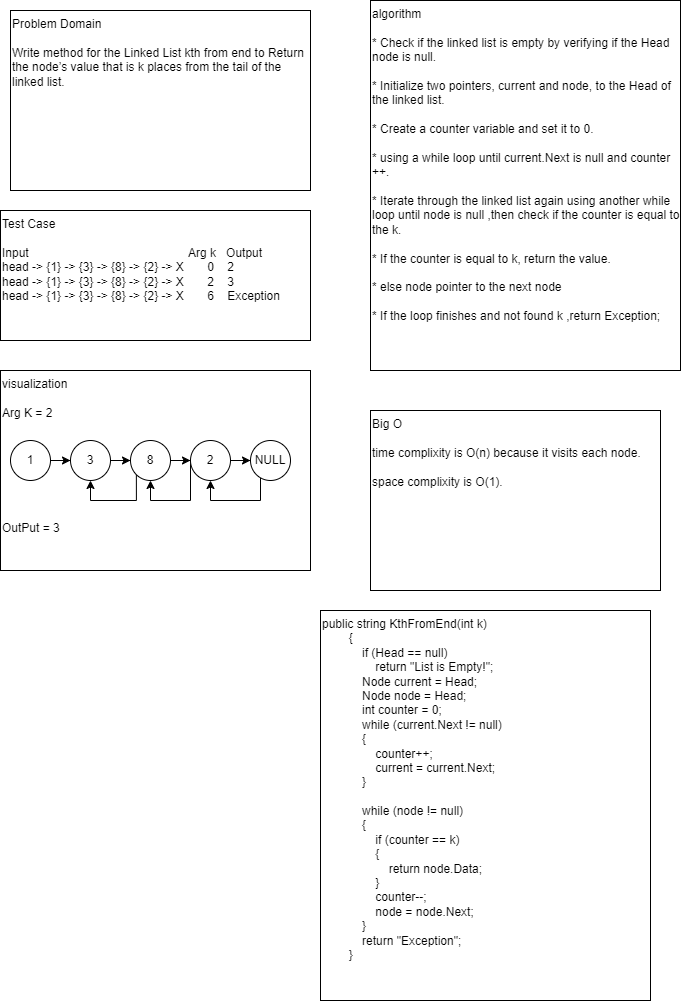 Problem Domain
Write method for the Linked List kth from end to Return
the node's value that is k places from the tail of the
linked list.
Test Case
Input Arg k Output
head -> {1} -> {3} -> {8} -> {2} -> X 0 2
head -> {1} -> {3} -> {8} -> {2} -> X 2 3
head -> {1} -> {3} -> {8} -> {2} -> X 6 Exception
visualization
Arg K = 2
1 3 8 2 NULL
OutPut = 3
algorithm
* Check if the linked list is empty by verifying if the Head
node is null.
* Initialize two pointers, current and node, to the Head of
the linked list.
* Create a counter variable and set it to 0.
* using a while loop until current.Next is null and counter
++.
* Iterate through the linked list again using another while
loop until node is null ,then check if the counter is equal to
the k.
* If the counter is equal to k, return the value.
* else node pointer to the next node
* If the loop finishes and not found k ,return Exception;
Big O
time complixity is O(n) because it visits each node.
space complixity is O(1).
public string KthFromEnd(int k)
{
if (Head == null)
return "List is Empty!";
Node current = Head;
Node node = Head;
int counter = 0;
while (current.Next != null)
{
counter++;
current = current.Next;
}
while (node != null)
{
if (counter == k)
{
return node.Data;
}
counter--;
node = node.Next;
}
return "Exception";
}